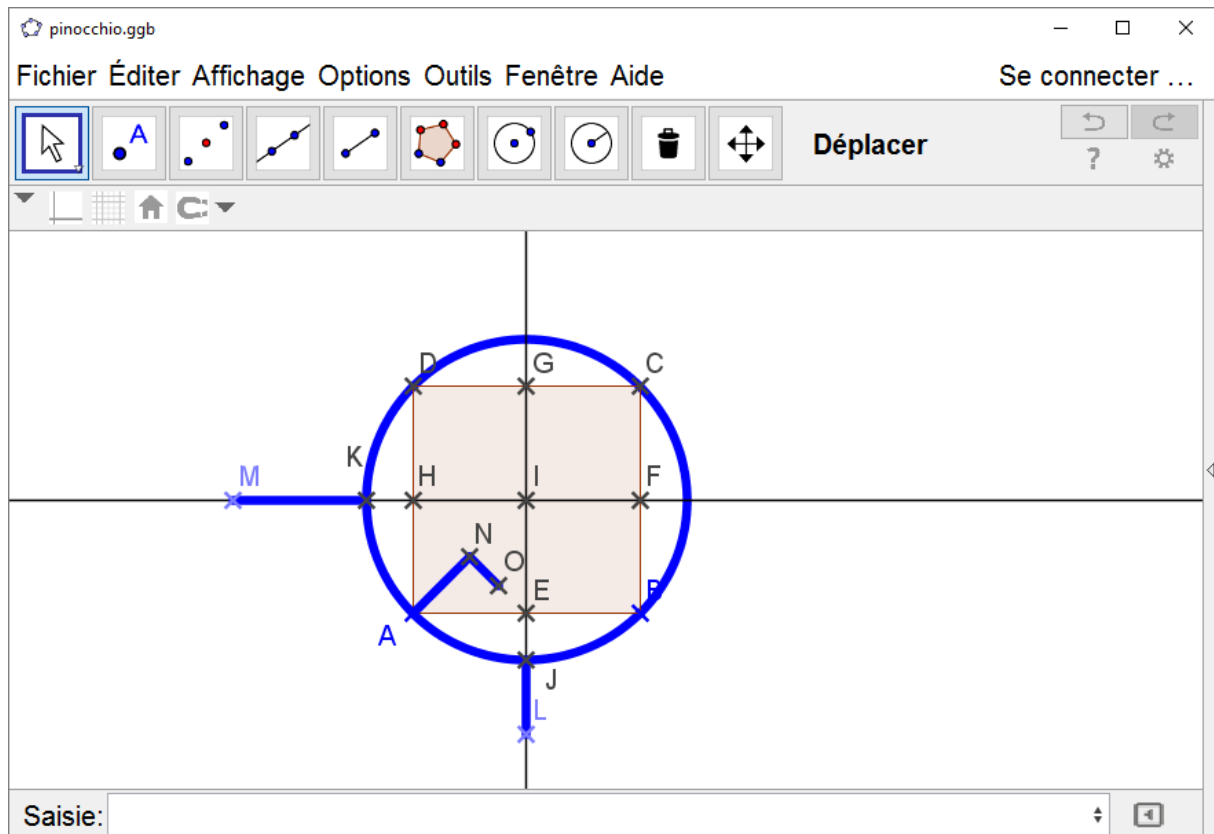 pinocchio.ggb
Fichier Éditer Affichage Options Outils Fenêtre Aide Se connecter ...
A Déplacer ?
D G C
K
M H I F
N
O
E B
A
J
L
Saisie: